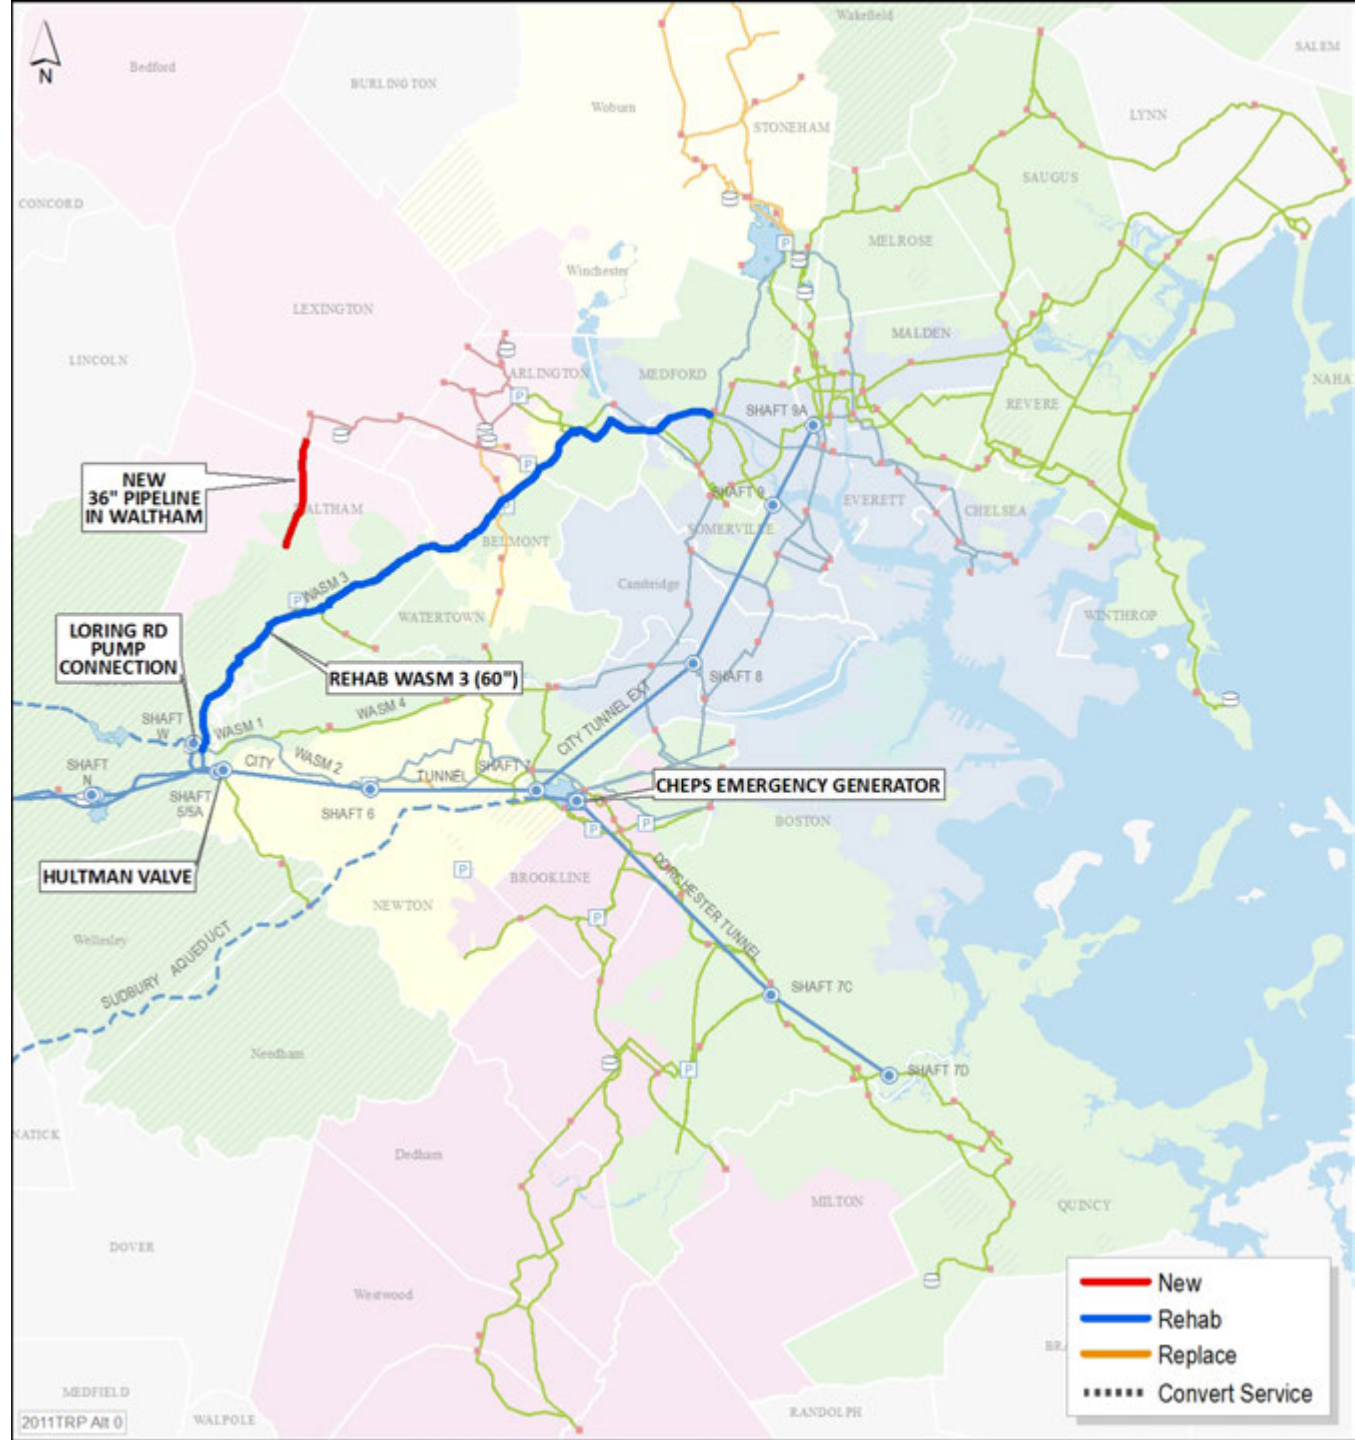 N
Bedford
BURLINGTON
Wakefield
SALEM
Woburn
STONEHAM
LYNN
CONCORD
SAUGUS
MELROSE
Winchester
LEXINGTON
MALDEN
LINCOLN
ARLINGTON
MEDFORD
NAHA
REVERE
SHAFT 9A
P
NEW
36" PIPELINE
IN WALTHAM
ALTHAM
SHAFT 9
EVERETT
CHELSEA
SOMERVILLE
BELMONT
Cambridge
WASM 3
WATERTOWN
WINTHROP
LORING RD
PUMP
CONNECTION
REHAB WASM 3 (60")
SHAFT 8
CITY TUNNEL EXT
WASM 4
SHAFT
W
WASM 1
CITY
WASM 2
TUNNEL
SHAFT 7
SHAFT
N
SHAFT
5/5A
SHAFT 6
CHEPS EMERGENCY GENERATOR
BOSTON
HULTMAN VALVE
BROOKLINE
DORCHESTER TUNNEL
NEWTON
Wellesley
SUDBURY AQUEDUCT
SHAFT 7C
Needham
SHAFT 7D
NATICK
Dedham
MILTON
QUINCY
DOVER
Westwood
New
Rehab
Replace
Convert Service
BR
MEDFIELD
WALPOLE
RANDOLPH
2011TRP Alt 0